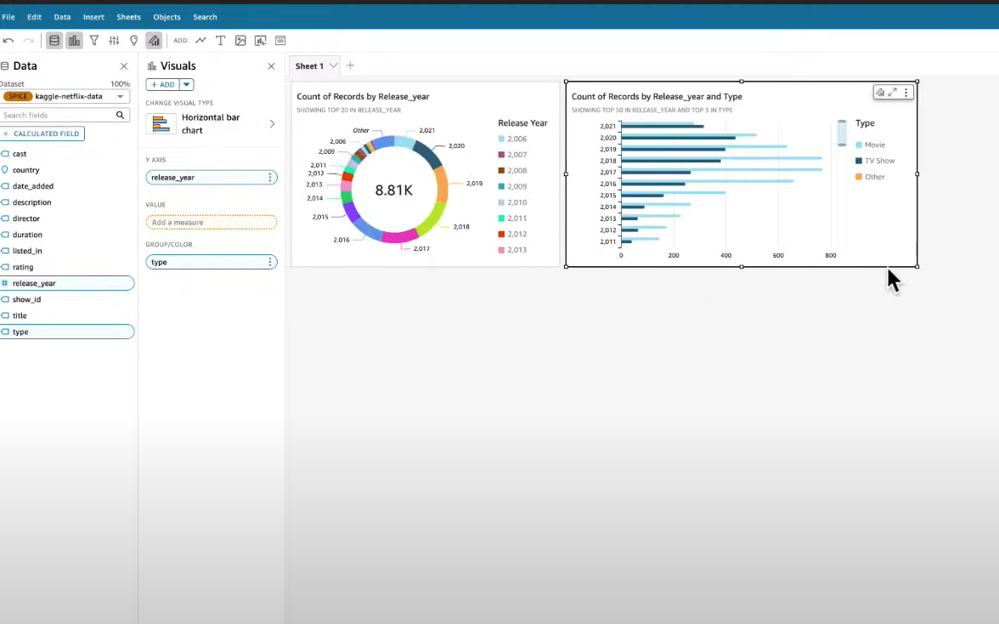 File Edit Data Insert Sheets Objects Search
ADD:
Data
Dataset 100%
SPICE kaggle-netflix-data
Search fields
+ CALCULATED FIELD
cast
country
date_added
description
director
duration
listed_in
rating
# release_year
show_id
title
type
Visuals
+ ADD
CHANGE VISUAL TYPE
Horizontal bar
chart
Y AXIS
release_year
VALUE
Add a measure
GROUP/COLOR
type
Sheet 1
Count of Records by Release_year
SHOWING TOP 20 IN RELEASE_YEAR
Other
2,021
2,020
2,019
2,018
2,017
2,016
2,015
2,014
2,013
2,012
2,011
2,009
2,006
8.81K
Release Year
2,006
2,007
2,008
2,009
2,010
2,011
2,012
2,013
Count of Records by Release_year and Type
SHOWING TOP 50 IN RELEASE_YEAR AND TOP 3 IN TYPE
2,021
2,020
2,019
2,018
2,017
2,016
2,015
2,014
2,013
2,012
2,011
0 200 400 600 800
Type
Movie
TV Show
Other